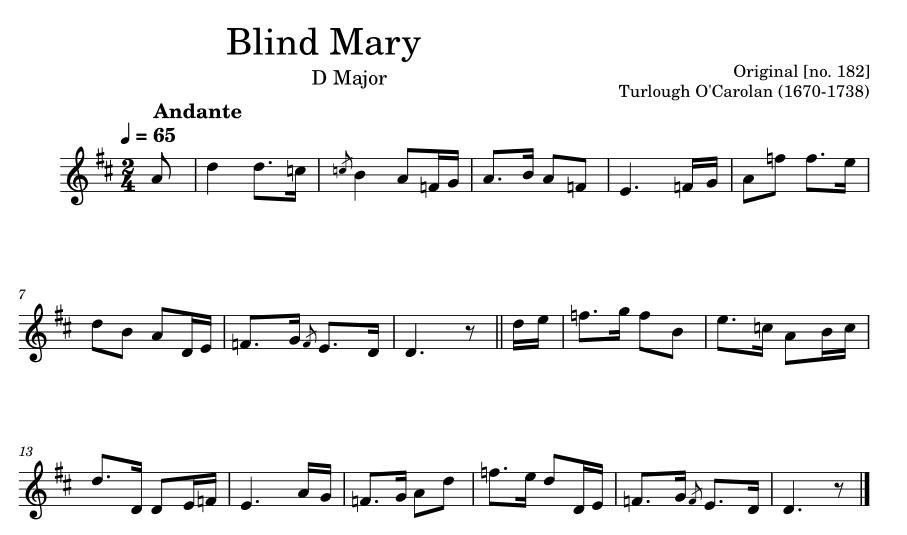 Blind Mary
D Major
Original [no. 182]
Turlough O'Carolan (1670-1738)
Andante
♩ = 65
2
4
7
13